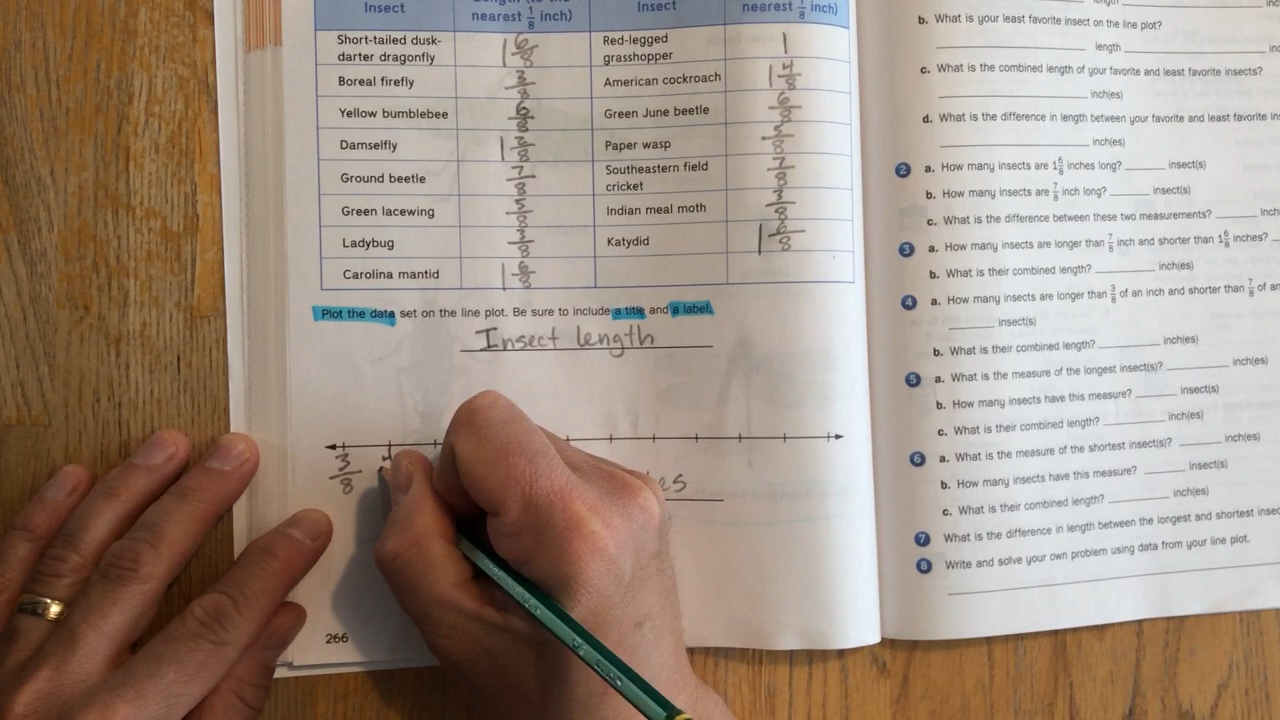 Insect
nearest 1/8 inch)
Insect
nearest 1/8 inch)
Short-tailed dusk-
darter dragonfly
1 6/8
Red-legged
grasshopper
1
Boreal firefly
3/8
American cockroach
1 4/8
Yellow bumblebee
6/8
Green June beetle
6/8
Damselfly
1 3/8
Paper wasp
5/8
Ground beetle
7/8
Southeastern field
cricket
7/8
Green lacewing
5/8
Indian meal moth
3/8
Ladybug
3/8
Katydid
1 6/8
Carolina mantid
1 6/8
Plot the data set on the line plot. Be sure to include a title and a label.
Insect length
3/8
4
es
266
length
b. What is your least favorite insect on the line plot?
length
c. What is the combined length of your favorite and least favorite insects?
inch(es)
d. What is the difference in length between your favorite and least favorite
inch(es)
2 a. How many insects are 1 6/8 inches long? insect(s)
b. How many insects are 7/8 inch long? insect(s)
c. What is the difference between these two measurements? inch
3 a. How many insects are longer than 7/8 inch and shorter than 1 6/8 inches?
b. What is their combined length? inch(es)
4 a. How many insects are longer than 3/8 of an inch and shorter than 7/8 of an
insect(s)
b. What is their combined length? inch(es)
5 a. What is the measure of the longest insect(s)? inch(es)
b. How many insects have this measure? insect(s)
c. What is their combined length? inch(es)
6 a. What is the measure of the shortest insect(s)? inch(es)
b. How many insects have this measure? insect(s)
c. What is their combined length? inch(es)
7 What is the difference in length between the longest and shortest
8 Write and solve your own problem using data from your line plot.